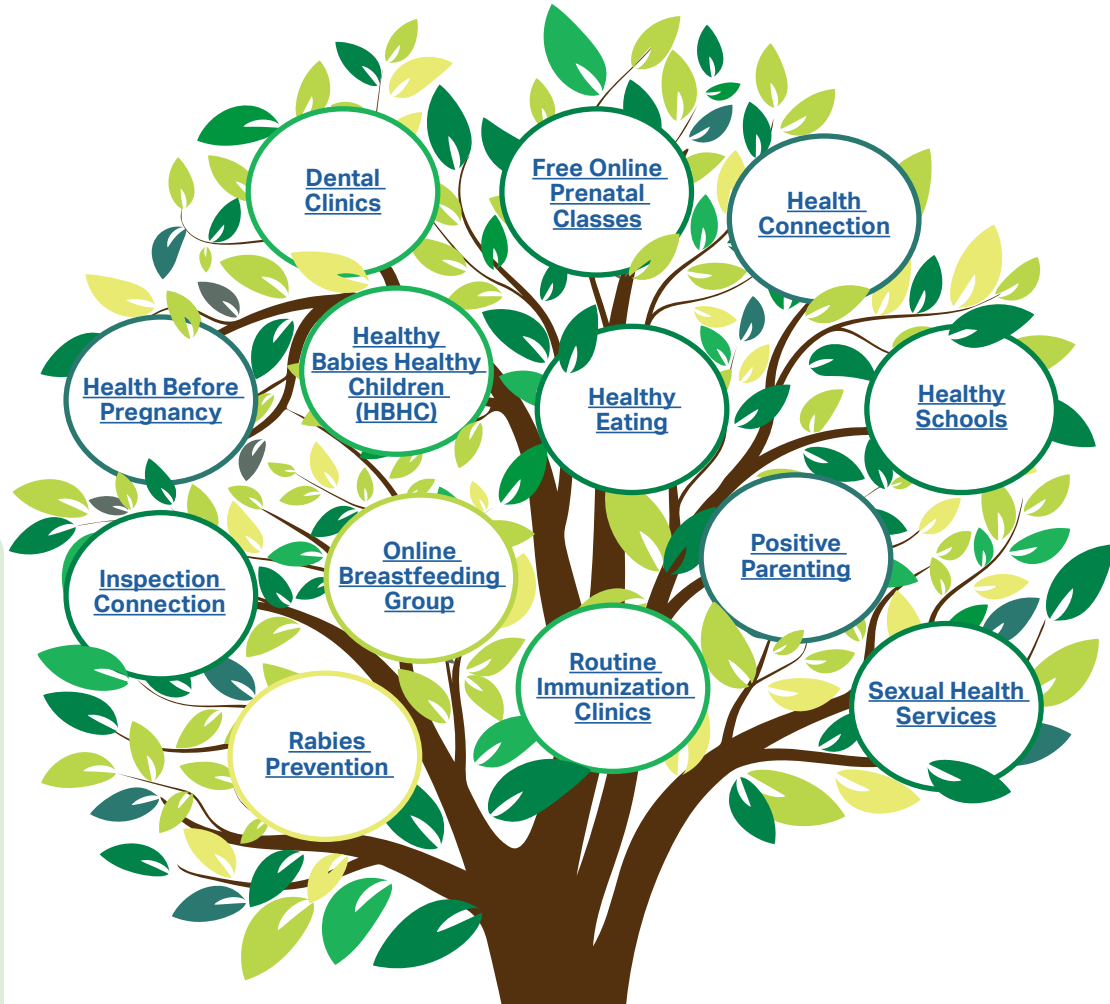 Dental
Clinics
Free Online
Prenatal
Classes
Health
Connection
Health Before
Pregnancy
Healthy
Babies Healthy
Children
(HBHC)
Healthy
Eating
Healthy
Schools
Inspection
Connection
Online
Breastfeeding
Group
Positive
Parenting
Rabies
Prevention
Routine
Immunization
Clinics
Sexual Health
Services